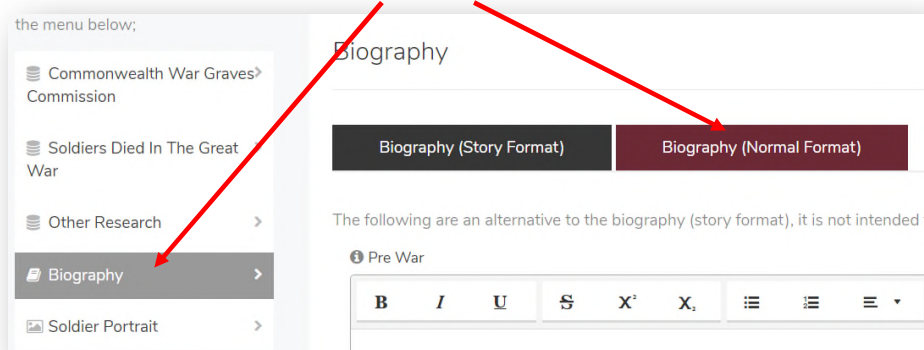 the menu below;
Commonwealth War Graves
Commission
Soldiers Died In The Great
War
Other Research
Biography
Soldier Portrait
Biography
Biography (Story Format)
Biography (Normal Format)
The following are an alternative to the biography (story format), it is not intended
Pre War
B I U S X² X₂